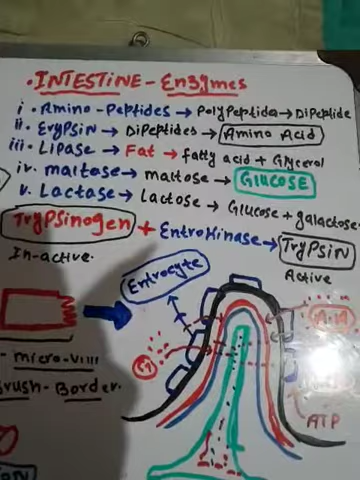 • INTESTINE - Enzymes
i • Amino - Peptides → Polypeptides → DiPeptide
ii • Erypsin → DiPeptides → Amino Acid
iii • Lipase → Fat → fatty acid + Glycerol
iv • maltase → maltose → GLUCOSE
v. Lactase → Lactose → Glucose + galactose
TryPsinogen + EntroKinase → TryPsin
In-active. Active
Entrocyte
- micro-villi
Brush-Border.
ATP